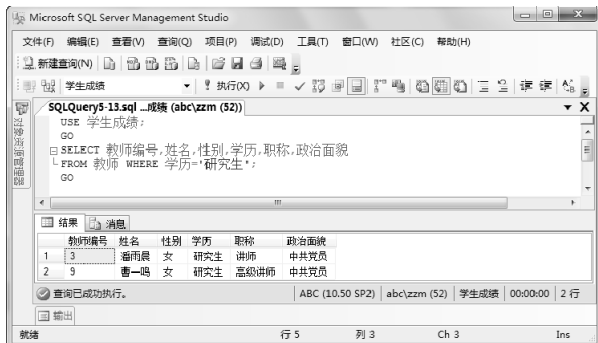 Microsoft SQL Server Management Studio
文件(F) 编辑(E) 查看(V) 查询(Q) 项目(P) 调试(D) 工具(T) 窗口(W) 社区(C) 帮助(H)
新建查询(N)
学生成绩 执行(X)
SQLQuery5-13.sql ...成绩 (abc\zzm (52))
对象资源管理器
USE 学生成绩;
GO
SELECT 教师编号,姓名,性别,学历,职称,政治面貌
FROM 教师 WHERE 学历='研究生';
GO
结果 消息
教师编号 姓名 性别 学历 职称 政治面貌
1 3 潘雨晨 女 研究生 讲师 中共党员
2 9 曹一鸣 女 研究生 高级讲师 中共党员
查询已成功执行。 ABC (10.50 SP2) abc\zzm (52) 学生成绩 00:00:00 2 行
输出
就绪 行 5 列 3 Ch 3 Ins